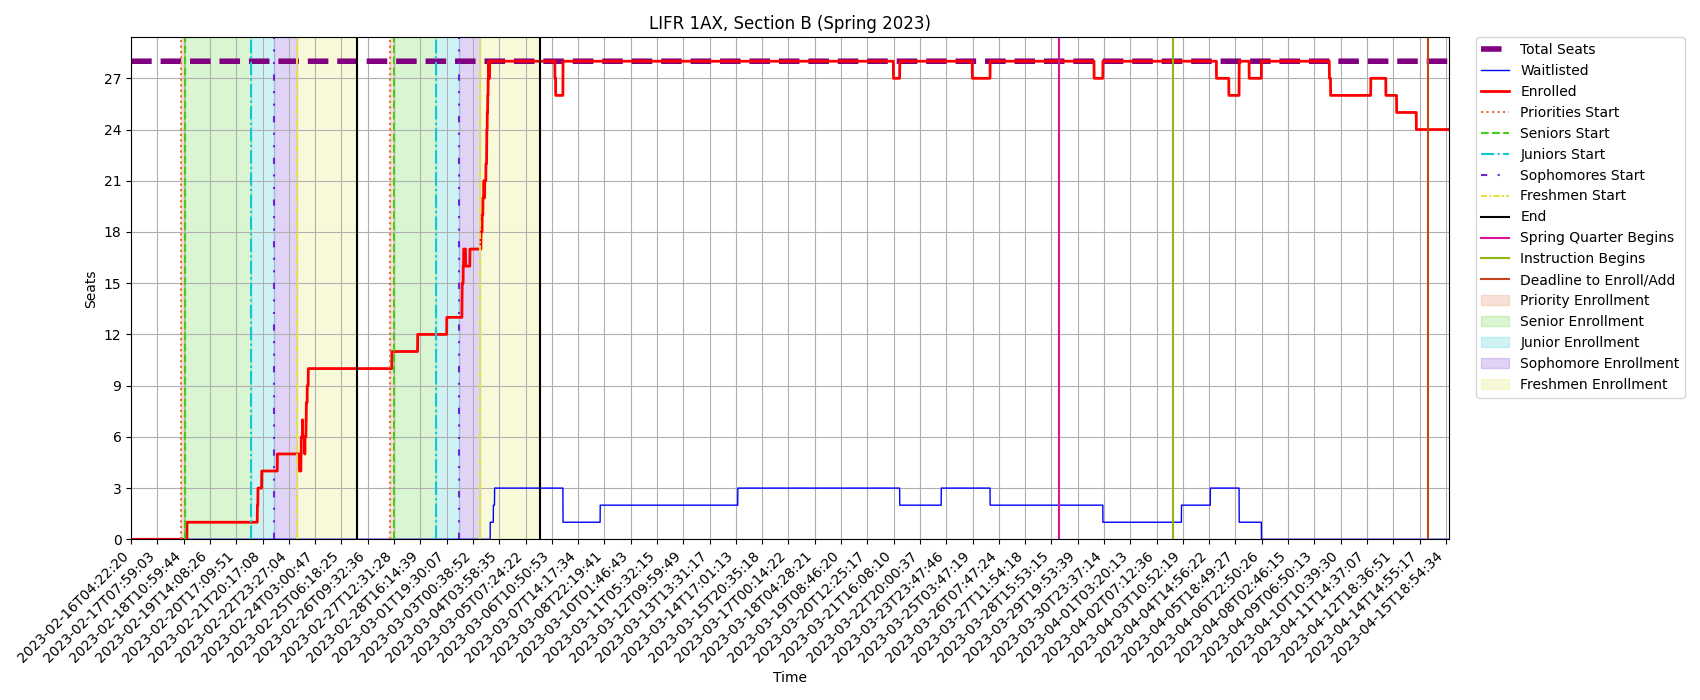 LIFR 1AX, Section B (Spring 2023)
Seats
27
24
21
18
15
12
9
6
3
0
2023-02-16T04:22:20
2023-02-17T07:59:03
2023-02-18T10:59:44
2023-02-19T14:08:26
2023-02-20T17:09:51
2023-02-21T20:17:08
2023-02-22T23:27:04
2023-02-24T03:00:47
2023-02-25T06:18:25
2023-02-26T09:32:36
2023-02-27T12:31:28
2023-02-28T16:14:39
2023-03-01T19:30:07
2023-03-03T00:38:52
2023-03-04T03:58:35
2023-03-05T07:24:22
2023-03-06T10:50:53
2023-03-07T14:17:34
2023-03-08T22:19:41
2023-03-10T01:46:43
2023-03-11T05:32:15
2023-03-12T09:59:49
2023-03-13T13:31:17
2023-03-14T17:01:13
2023-03-15T20:35:18
2023-03-17T00:14:22
2023-03-18T04:28:21
2023-03-19T08:46:20
2023-03-20T12:25:17
2023-03-21T16:08:10
2023-03-22T20:00:37
2023-03-23T23:47:46
2023-03-25T03:47:19
2023-03-26T07:47:24
2023-03-27T11:54:18
2023-03-28T15:53:15
2023-03-29T19:53:39
2023-03-30T23:37:14
2023-04-01T03:20:13
2023-04-02T07:12:36
2023-04-03T10:52:19
2023-04-04T14:56:22
2023-04-05T18:49:27
2023-04-06T22:50:26
2023-04-08T02:46:15
2023-04-09T06:50:13
2023-04-10T10:39:30
2023-04-11T14:37:07
2023-04-12T18:36:51
2023-04-14T14:55:17
2023-04-15T18:54:34
Time
Total Seats
Waitlisted
Enrolled
Priorities Start
Seniors Start
Juniors Start
Sophomores Start
Freshmen Start
End
Spring Quarter Begins
Instruction Begins
Deadline to Enroll/Add
Priority Enrollment
Senior Enrollment
Junior Enrollment
Sophomore Enrollment
Freshmen Enrollment